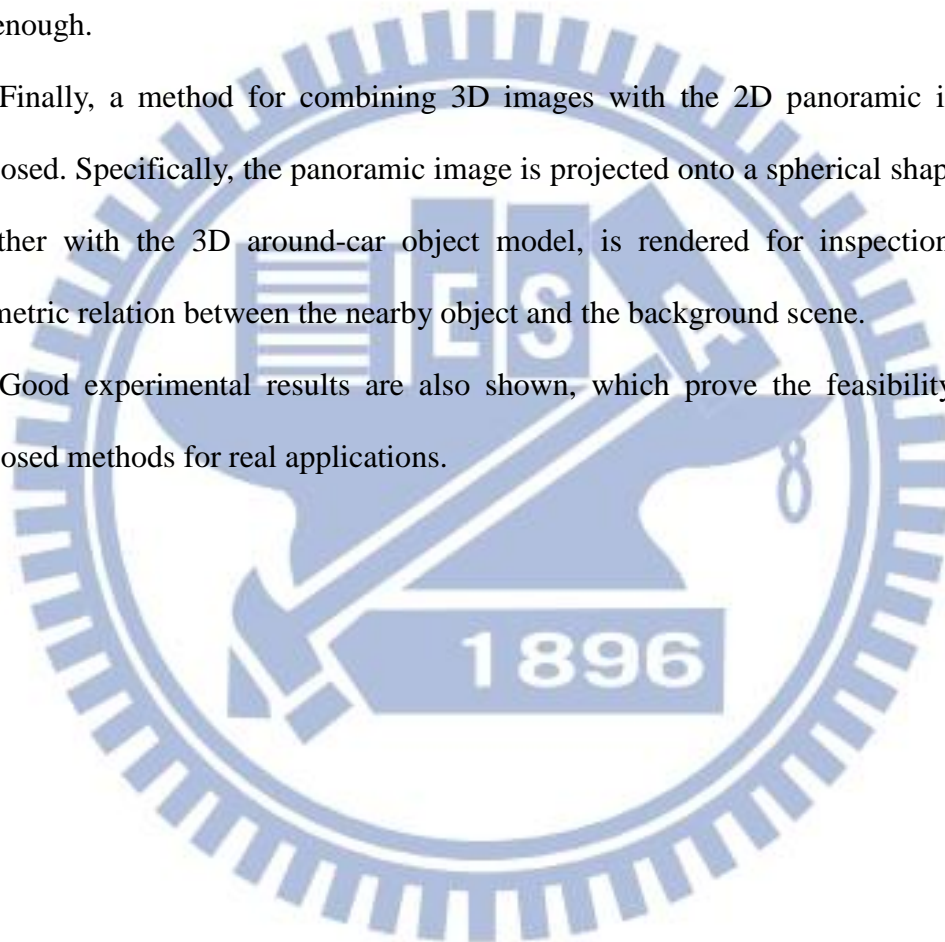 enough.
Finally, a method for combining 3D images with the 2D panoramic i
osed. Specifically, the panoramic image is projected onto a spherical shap
ther with the 3D around-car object model, is rendered for inspection
metric relation between the nearby object and the background scene.
Good experimental results are also shown, which prove the feasibility
osed methods for real applications.
ESA
1896